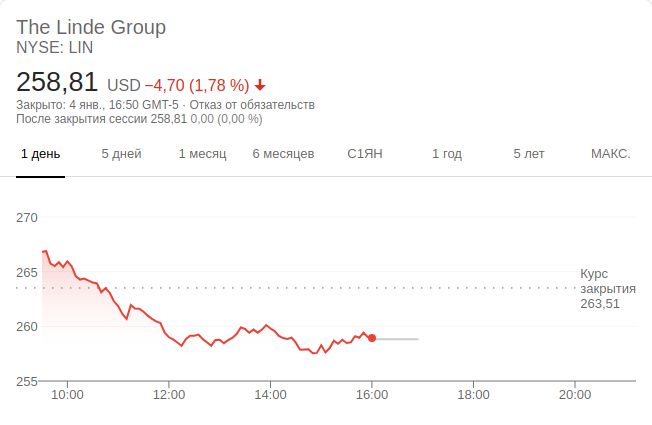 The Linde Group
NYSE: LIN
258,81 USD −4,70 (1,78 %)
Закрыто: 4 янв., 16:50 GMT-5 · Отказ от обязательств
После закрытия сессии 258,81 0,00 (0,00 %)
1 день 5 дней 1 месяц 6 месяцев С1ЯН 1 год 5 лет МАКС.
270
265
Курс
закрытия
263,51
260
255
10:00 12:00 14:00 16:00 18:00 20:00